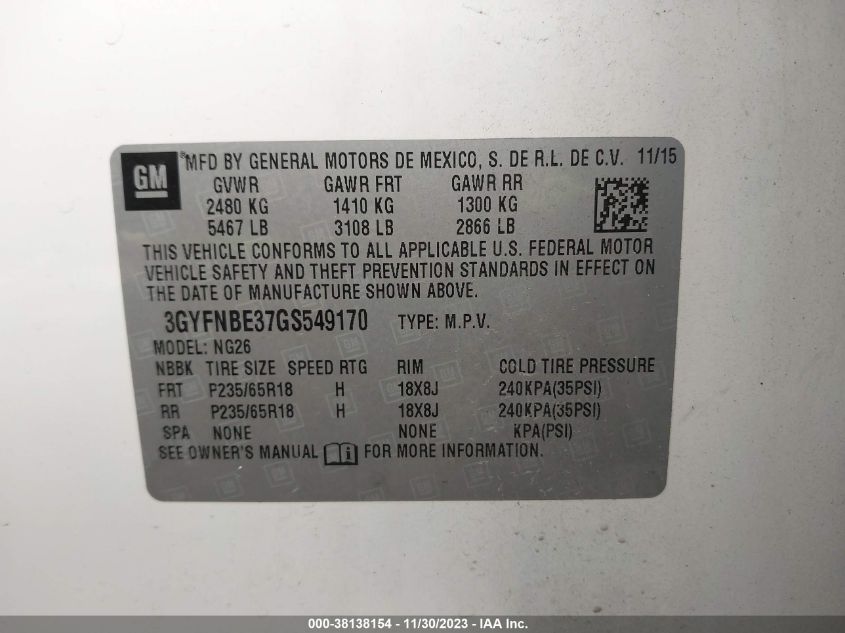 GM ®MFD BY GENERAL MOTORS DE MEXICO, S. DE R.L. DE C.V. 11/15
GVWR GAWR FRT GAWR RR
2480 KG 1410 KG 1300 KG
5467 LB 3108 LB 2866 LB
THIS VEHICLE CONFORMS TO ALL APPLICABLE U.S. FEDERAL MOTOR
VEHICLE SAFETY AND THEFT PREVENTION STANDARDS IN EFFECT ON
THE DATE OF MANUFACTURE SHOWN ABOVE.
3GYFNBE37GS549170 TYPE: M.P.V.
MODEL: NG26
NBBK TIRE SIZE SPEED RTG RIM COLD TIRE PRESSURE
FRT P235/65R18 H 18X8J 240KPA(35PSI)
RR P235/65R18 H 18X8J 240KPA(35PSI)
SPA NONE NONE KPA(PSI)
SEE OWNER'S MANUAL FOR MORE INFORMATION.
000-38138154 - 11/30/2023 - IAA Inc.